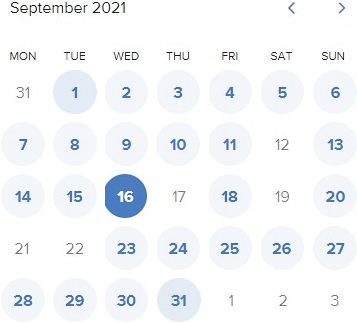 September 2021
MON TUE WED THU FRI SAT SUN
31 1 2 3 4 5 6
7 8 9 10 11 12 13
14 15 16 17 18 19 20
21 22 23 24 25 26 27
28 29 30 31 1 2 3